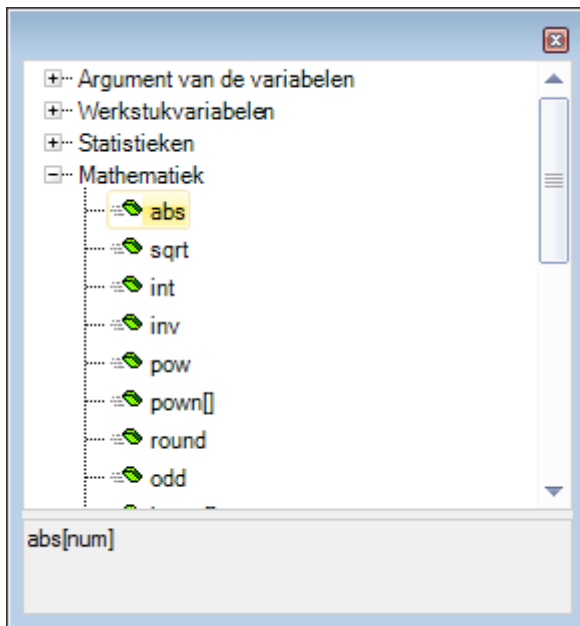 Argument van de variabelen
Werkstukvariabelen
Statistieken
Mathematiek
abs
sqrt
int
inv
pow
pown[]
round
odd
abs[num]